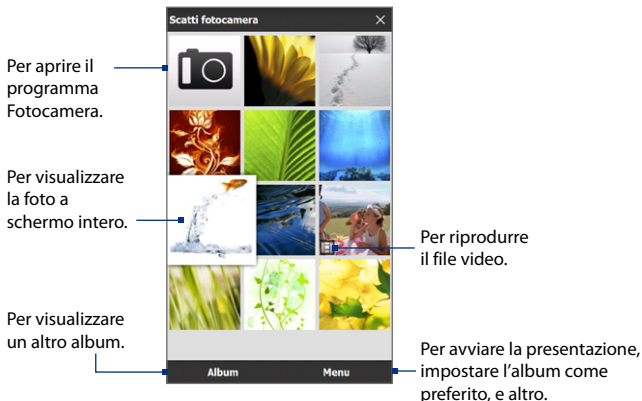 Scatti fotocamera
Per aprire il
programma
Fotocamera.
Per visualizzare
la foto a
schermo intero.
Per riprodurre
il file video.
Per visualizzare
un altro album.
Album
Menu
Per avviare la presentazione,
impostare l'album come
preferito, e altro.